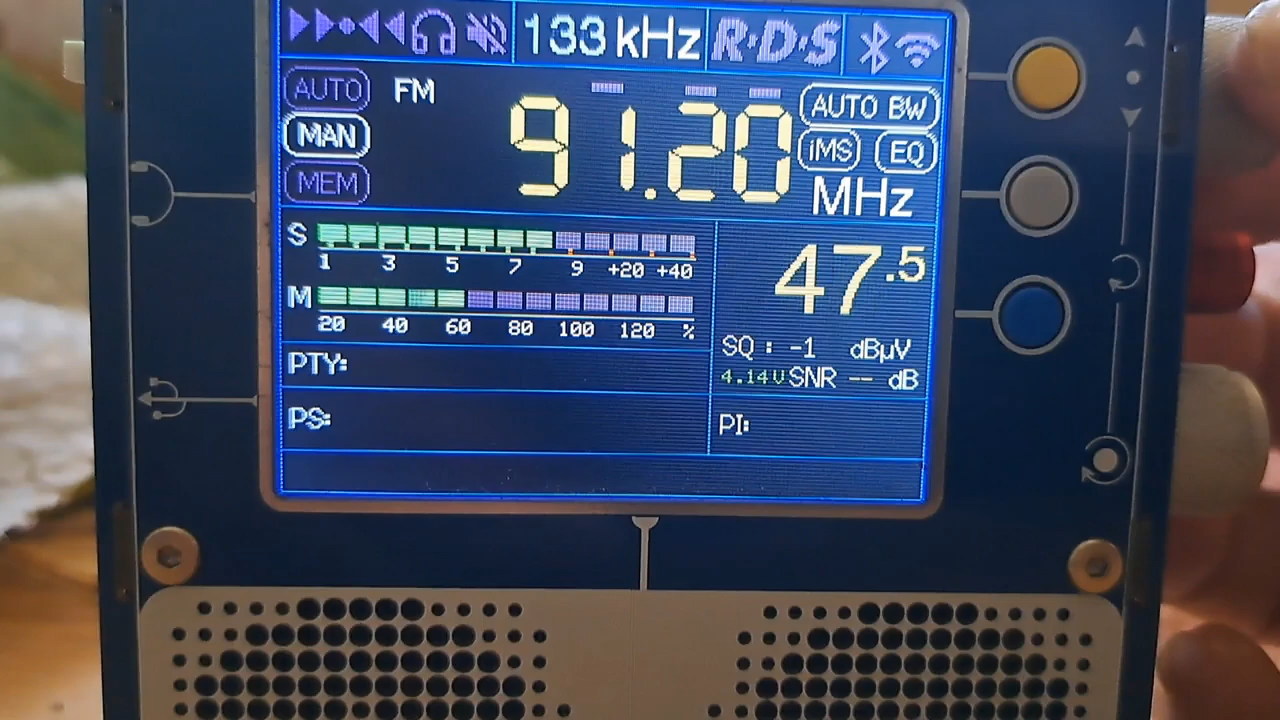 133 kHz R·D·S
AUTO FM 91.20 AUTO BW
MAN iMS EQ
MEM MHz
S 1 3 5 7 9 +20 +40
47.5
M 20 40 60 80 100 120 %
SQ : -1 dBµV
PTY: 4.14V SNR -- dB
PS: PI: